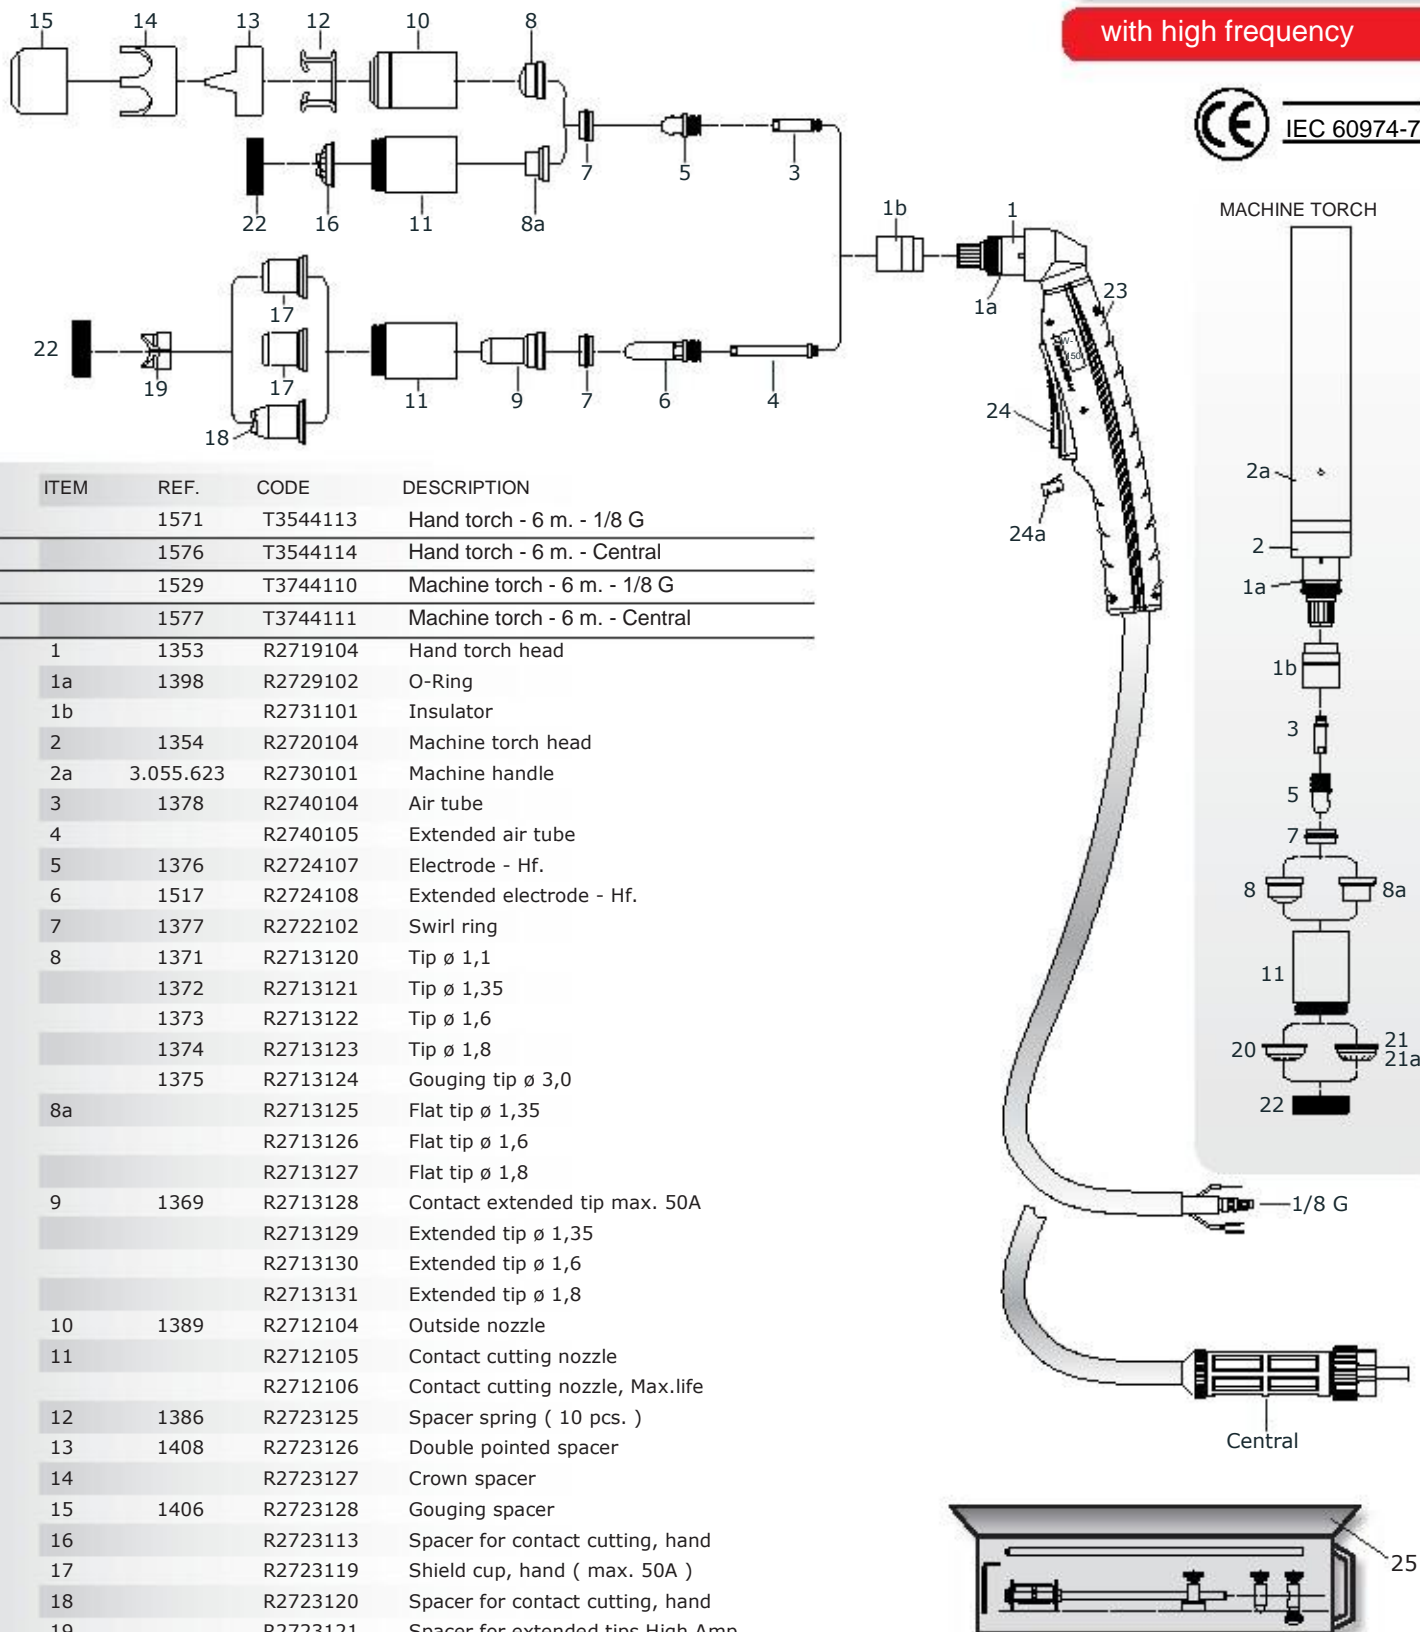 with high frequency
CE
IEC 60974-7
15 14 13 12 10 8
7 5 3
22 16 11 8a
1b 1
1a
23
17
22
19
17
11 9 7 6 4
18
24
24a
150
MACHINE TORCH
2a
2
1a
1b
3
5
7
8 8a
11
20 21
21a
22
1/8 G
Central
25
ITEM REF. CODE DESCRIPTION
1571 T3544113 Hand torch - 6 m. - 1/8 G
1576 T3544114 Hand torch - 6 m. - Central
1529 T3744110 Machine torch - 6 m. - 1/8 G
1577 T3744111 Machine torch - 6 m. - Central
1 1353 R2719104 Hand torch head
1a 1398 R2729102 O-Ring
1b R2731101 Insulator
2 1354 R2720104 Machine torch head
2a 3.055.623 R2730101 Machine handle
3 1378 R2740104 Air tube
4 R2740105 Extended air tube
5 1376 R2724107 Electrode - Hf.
6 1517 R2724108 Extended electrode - Hf.
7 1377 R2722102 Swirl ring
8 1371 R2713120 Tip ø 1,1
1372 R2713121 Tip ø 1,35
1373 R2713122 Tip ø 1,6
1374 R2713123 Tip ø 1,8
1375 R2713124 Gouging tip ø 3,0
8a R2713125 Flat tip ø 1,35
R2713126 Flat tip ø 1,6
R2713127 Flat tip ø 1,8
9 1369 R2713128 Contact extended tip max. 50A
R2713129 Extended tip ø 1,35
R2713130 Extended tip ø 1,6
R2713131 Extended tip ø 1,8
10 1389 R2712104 Outside nozzle
11 R2712105 Contact cutting nozzle
R2712106 Contact cutting nozzle, Max.life
12 1386 R2723125 Spacer spring ( 10 pcs. )
13 1408 R2723126 Double pointed spacer
14 R2723127 Crown spacer
15 1406 R2723128 Gouging spacer
16 R2723113 Spacer for contact cutting, hand
17 R2723119 Shield cup, hand ( max. 50A )
18 R2723120 Spacer for contact cutting, hand
19 R2723121 Spacer for extended tips High Amp